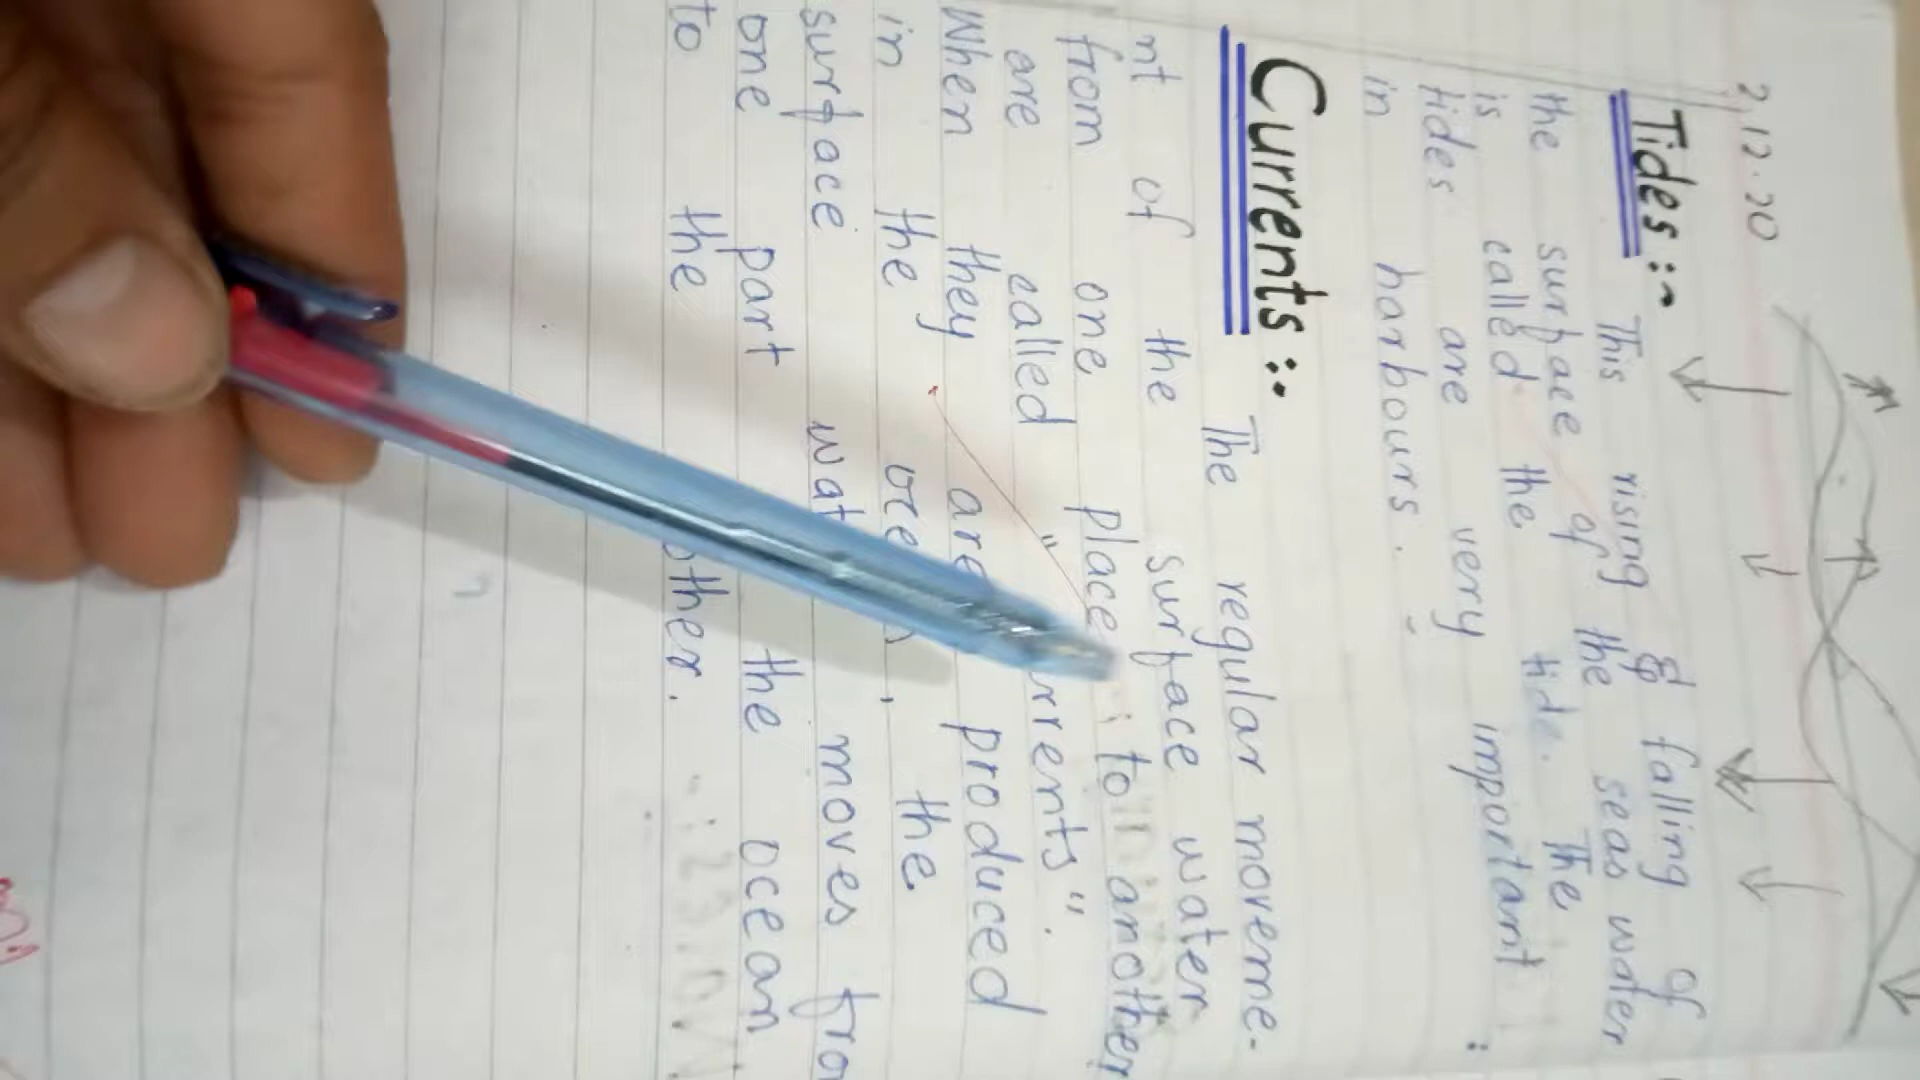 2.12.20
Tides :~
This rising & falling of
the surface of the seas water
is called the tide. The
tides are very important
in harbours.
Currents :.
The regular moveme-
nt of the surface water
from one place to another
are called " rrents".
When they are produced
in the , the
surface wat moves fro
one part the ocean
to the other.